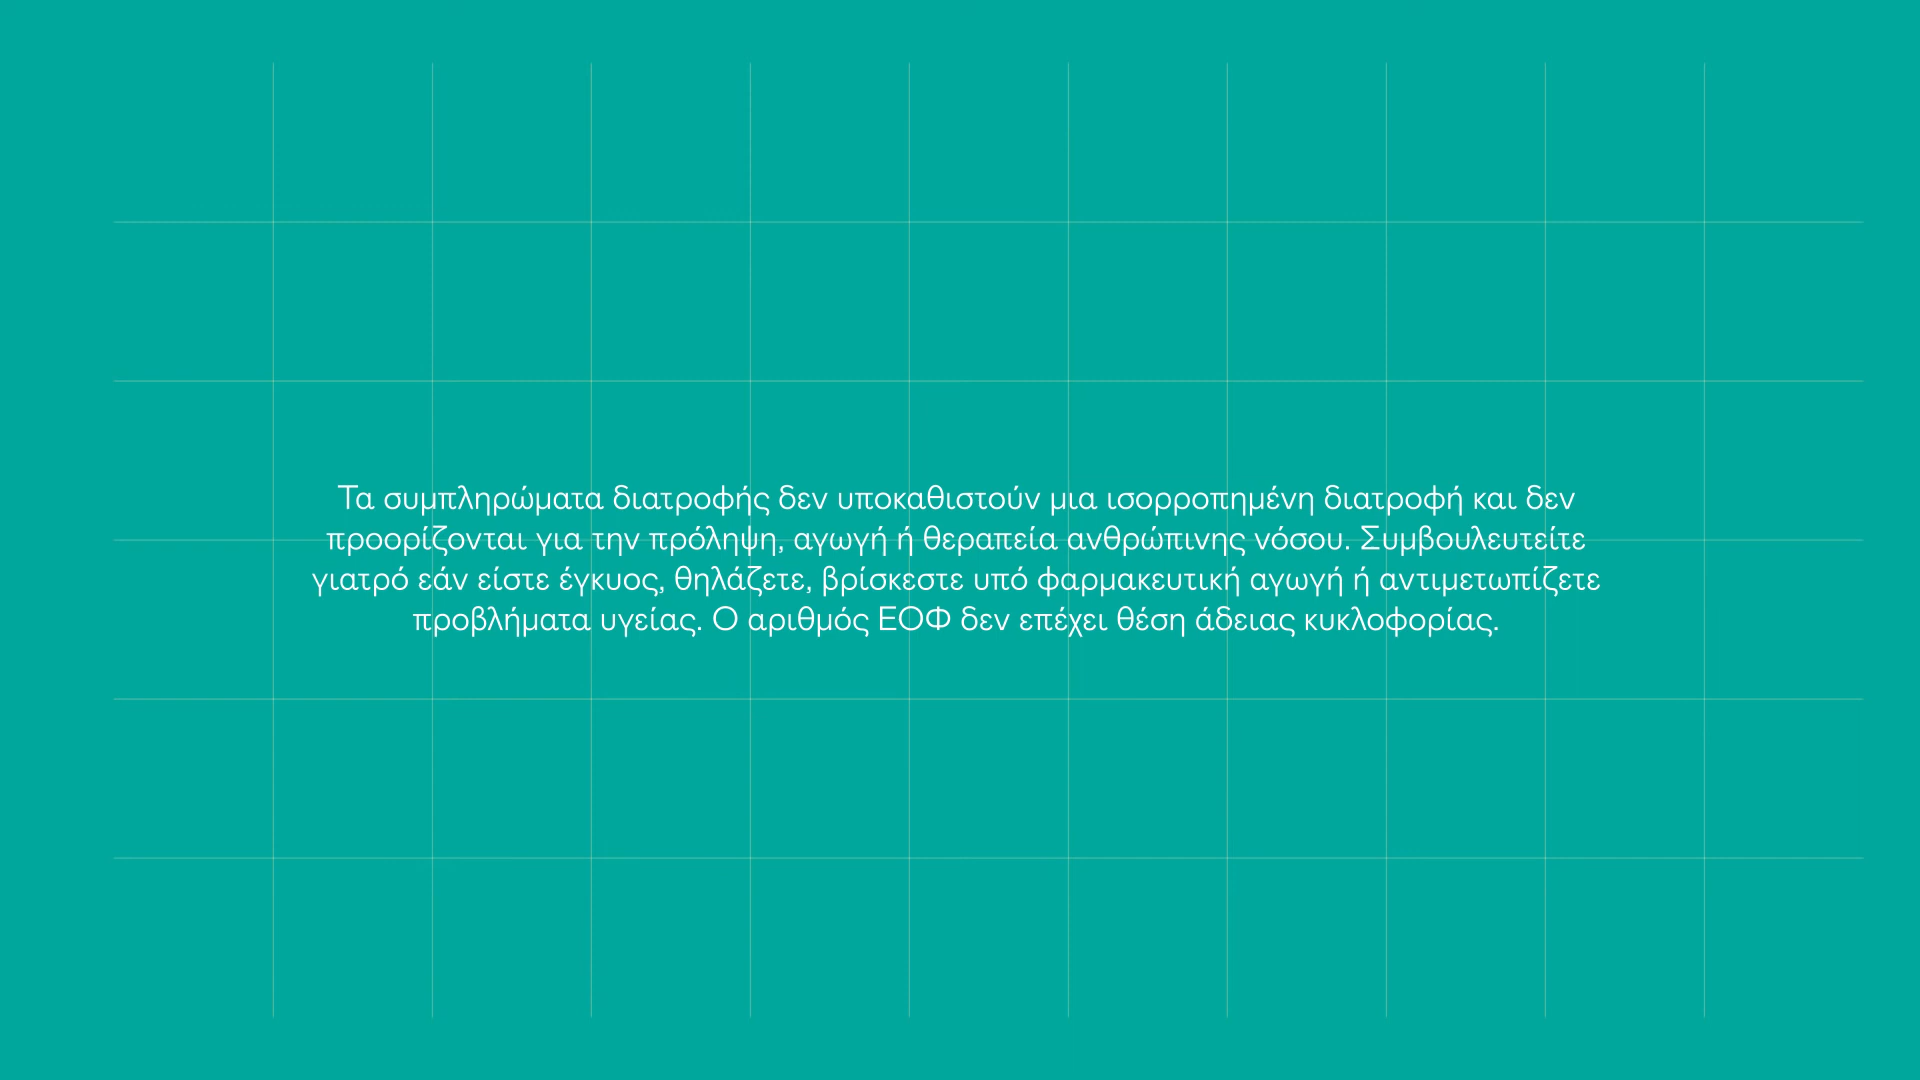 Τα συμπληρώματα διατροφής δεν υποκαθιστούν μια ισορροπημένη διατροφή και δεν
προορίζονται για την πρόληψη, αγωγή ή θεραπεία ανθρώπινης νόσου. Συμβουλευτείτε
γιατρό εάν είστε έγκυος, θηλάζετε, βρίσκεστε υπό φαρμακευτική αγωγή ή αντιμετωπίζετε
προβλήματα υγείας. Ο αριθμός ΕΟΦ δεν επέχει θέση άδειας κυκλοφορίας.